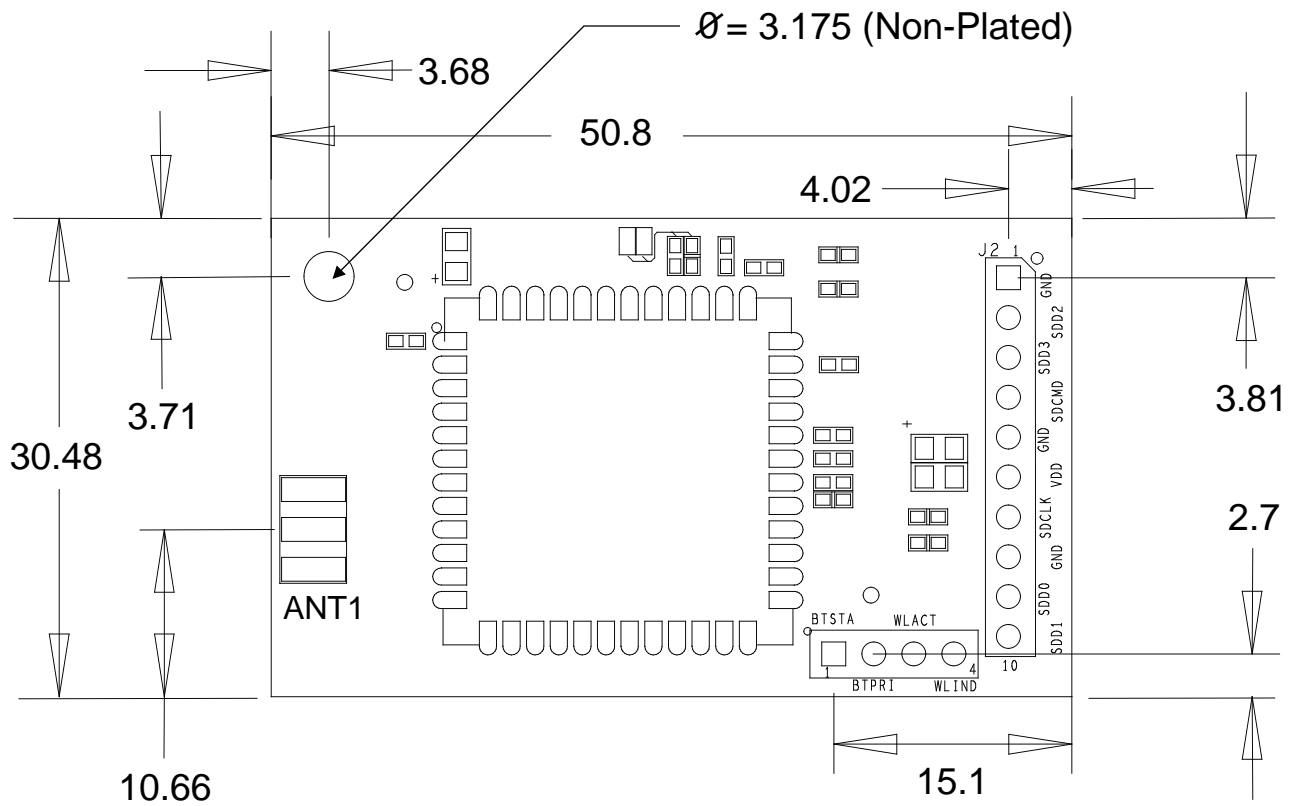 Ø = 3.175 (Non-Plated)
3.68
50.8
4.02
J2 1
+
GND
SDD2
SDD3
3.71
SDCMD
3.81
+
GND
30.48
VDD
SDCLK
2.7
GND
ANT1
SDD0
BTSTA WLACT
SDD1
1 4
10
BTPRI WLIND
10.66
15.1